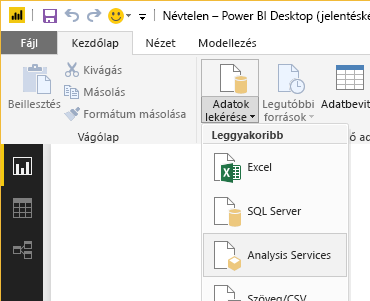 Névtelen – Power BI Desktop (jelentéske
Fájl
Kezdőlap
Nézet
Modellezés
Beillesztés
Kivágás
Másolás
Formátum másolása
Vágólap
Adatok lekérése
Legutóbbi források
Adatbevit
ő ad
Leggyakoribb
Excel
SQL Server
Analysis Services
Szöveg/CSV